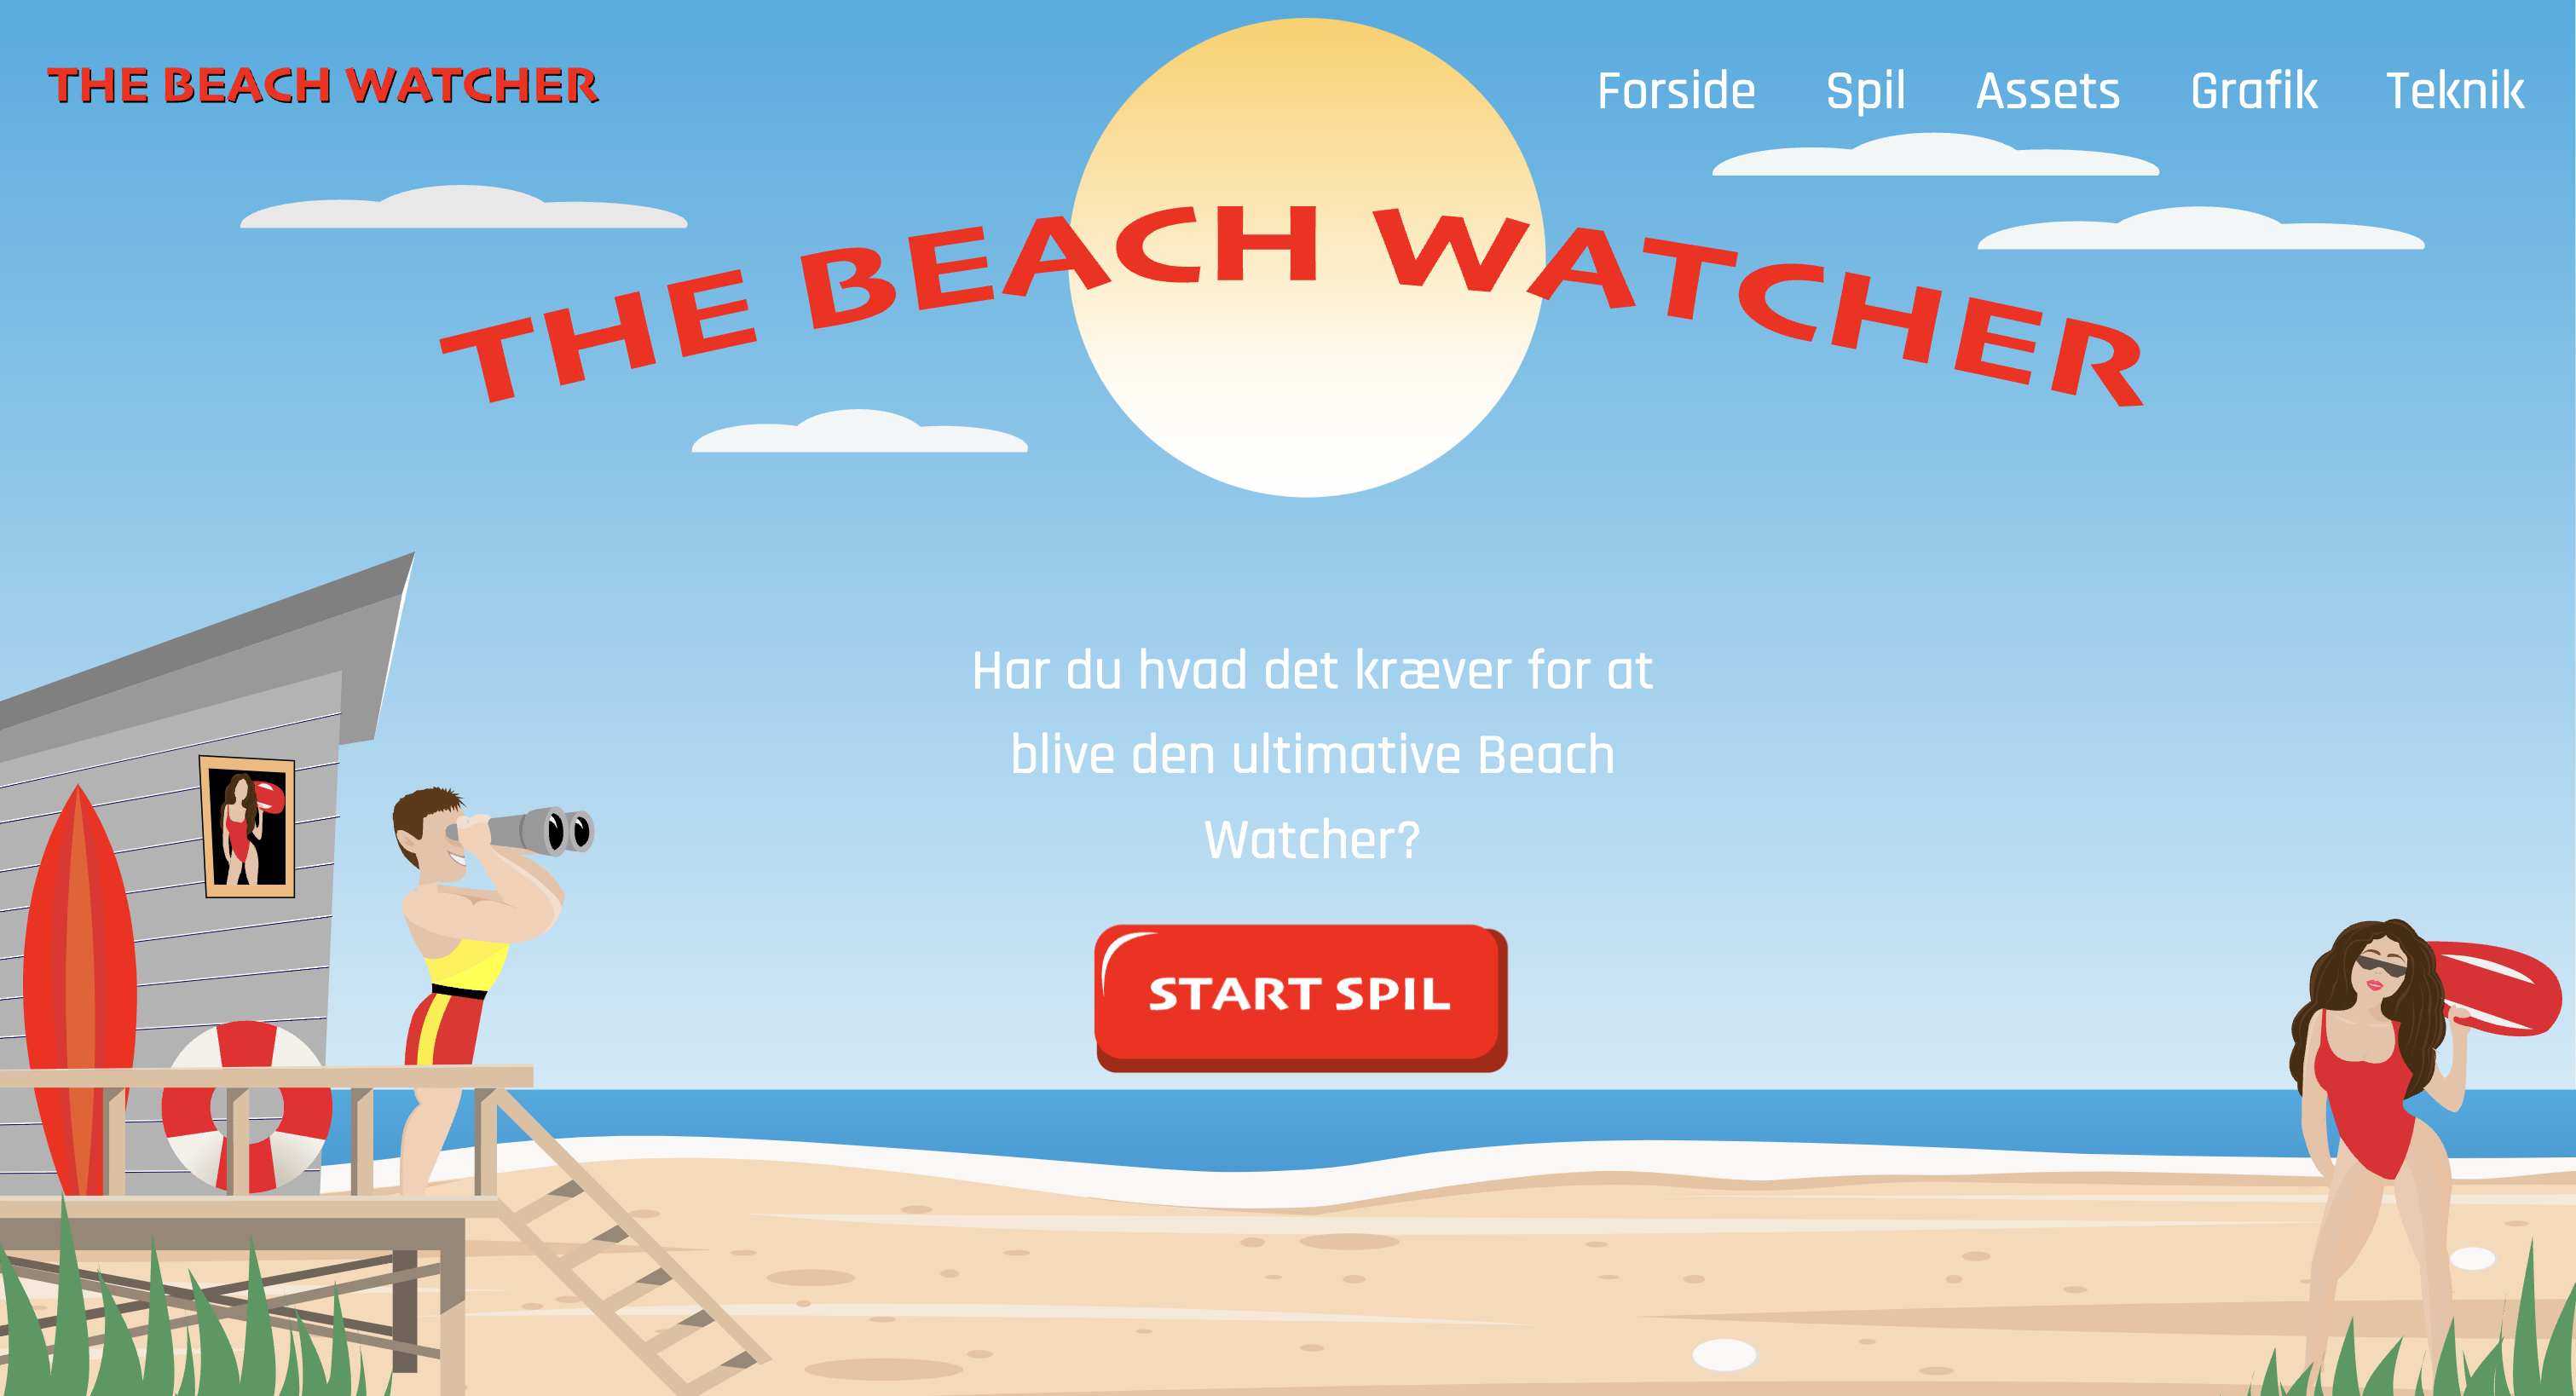 THE BEACH WATCHER
Forside Spil Assets Grafik Teknik
THE BEACH WATCHER
Har du hvad det kræver for at
blive den ultimative Beach
Watcher?
START SPIL